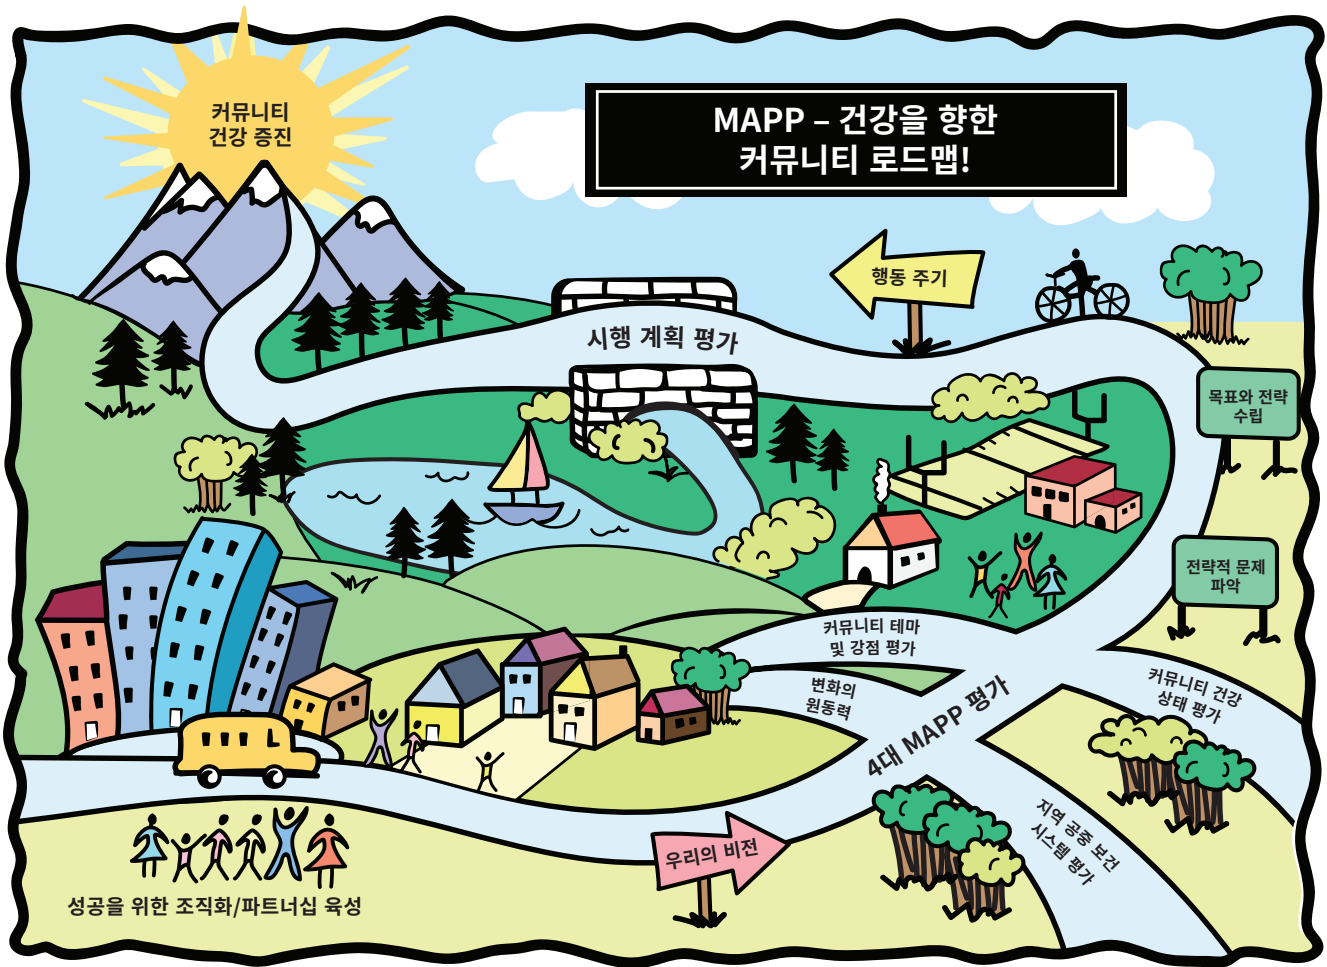 커뮤니티
건강 증진
MAPP – 건강을 향한
커뮤니티 로드맵!
행동 주기
시행 계획 평가
목표와 전략
수립
전략적 문제
파악
커뮤니티 테마
및 강점 평가
변화의
원동력
4대 MAPP 평가
커뮤니티 건강
상태 평가
지역 공중 보건
시스템 평가
우리의 비전
성공을 위한 조직화/파트너십 육성